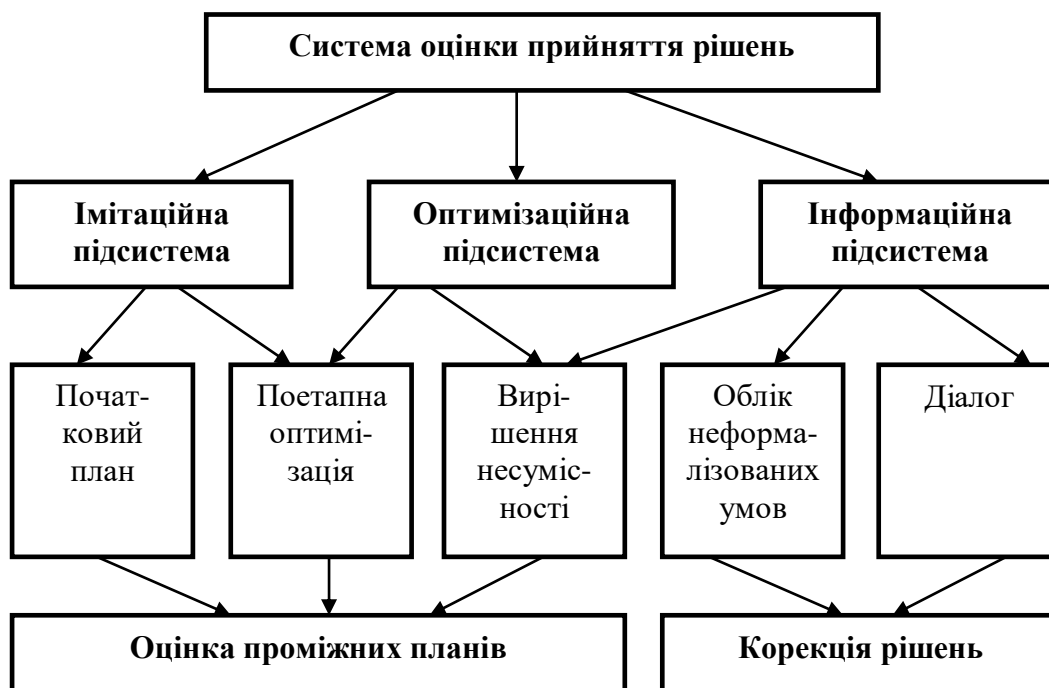 Система оцінки прийняття рішень
Імітаційна
підсистема
Оптимізаційна
підсистема
Інформаційна
підсистема
Почат-
ковий
план
Поетапна
оптимі-
зація
Вирі-
шення
несуміс-
ності
Облік
неформа-
лізованих
умов
Діалог
Оцінка проміжних планів
Корекція рішень